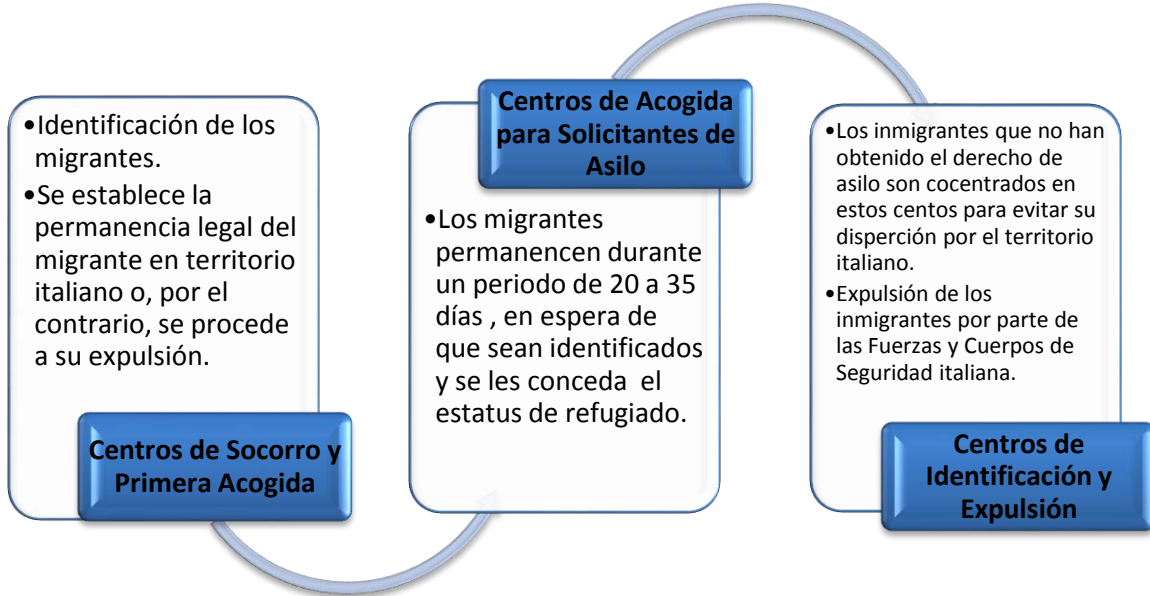 •Identificación de los
migrantes.
•Se establece la
permanencia legal del
migrante en territorio
italiano o, por el
contrario, se procede
a su expulsión.
Centros de Socorro y
Primera Acogida
Centros de Acogida
para Solicitantes de
Asilo
•Los migrantes
permanencen durante
un periodo de 20 a 35
días , en espera de
que sean identificados
y se les conceda el
estatus de refugiado.
•Los inmigrantes que no han
obtenido el derecho de
asilo son cocentrados en
estos centos para evitar su
disperción por el territorio
italiano.
•Expulsión de los
inmigrantes por parte de
las Fuerzas y Cuerpos de
Seguridad italiana.
Centros de
Identificación y
Expulsión